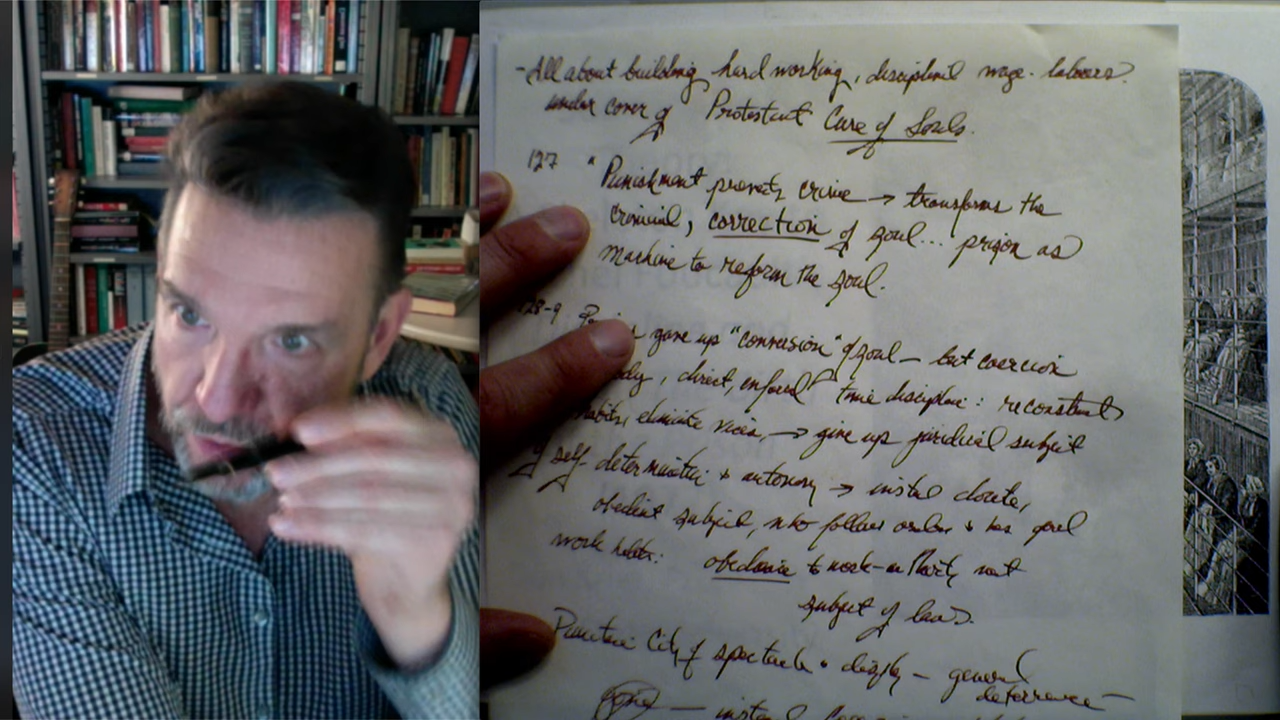 - All about building hard working, disciplined wage-laborers
under cover of Protestant Cure of Souls.
127 "Punishment prevents crime → transforms the
criminal, correction of soul... prison as
machine to reform the soul.
128-9 gave up "conversion" of soul — but coercion
direct, true discipline: reconstructs
habits, eliminate vices, → give up juridical subject
of self-determination + autonomy → instead docile,
obedient subject, who follows orders + has good
work habits: obedience to work-authority not
subject of laws.
Punitive City of spectacle + display — general
deterrence —
gone —